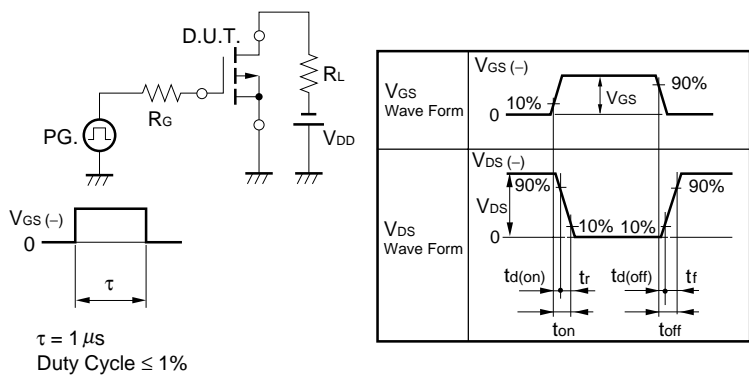 D.U.T.
RL
RG
PG.
VDD
VGS (−)
0
τ
τ = 1 μs
Duty Cycle ≤ 1%
VGS
Wave Form
VGS (−)
90%
10%
VGS
0
VDS
Wave Form
VDS (−)
90%
90%
VDS
10% 10%
0
td(on) tr td(off) tf
ton toff